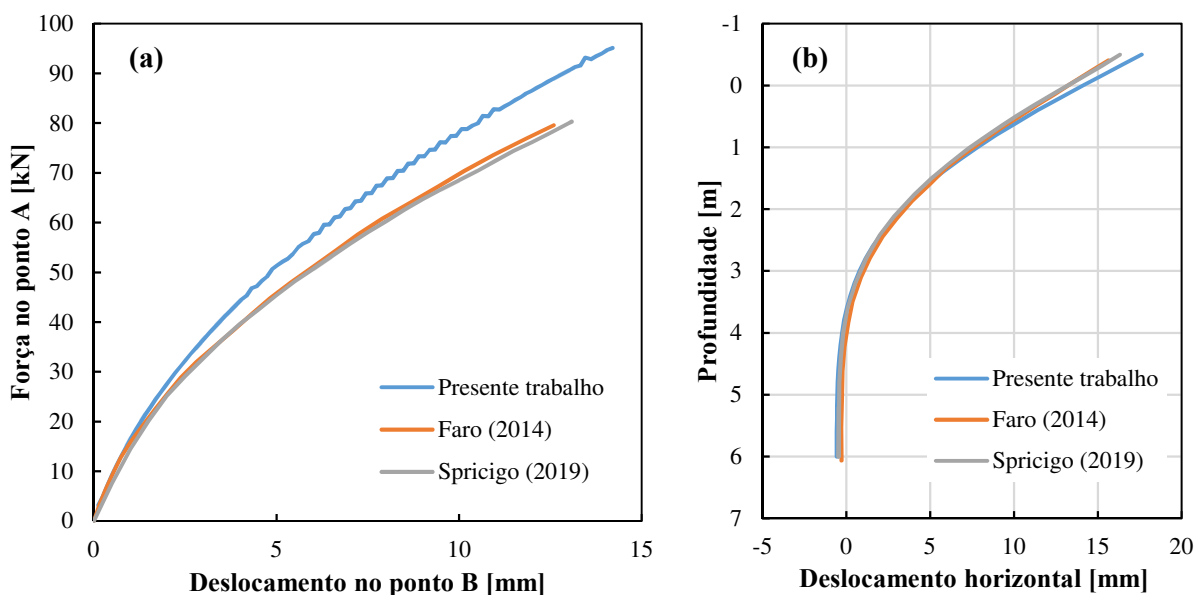 (a)
Força no ponto A [kN]
100
90
80
70
60
50
40
30
20
10
0
0 5 10 15
Deslocamento no ponto B [mm]
Presente trabalho
Faro (2014)
Spricigo (2019)
(b)
Profundidade [m]
-1
0
1
2
3
4
5
6
7
-5 0 5 10 15 20
Deslocamento horizontal [mm]
Presente trabalho
Faro (2014)
Spricigo (2019)